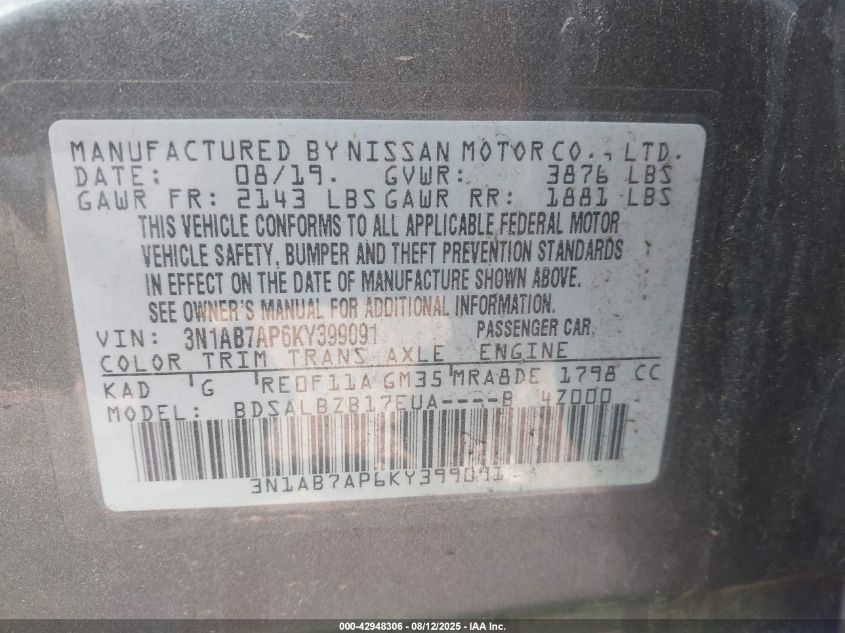 MANUFACTURED BY NISSAN MOTOR CO., LTD.
DATE: 08/19. GVWR: 3876 LBS
GAWR FR: 2143 LBS GAWR RR: 1881 LBS
THIS VEHICLE CONFORMS TO ALL APPLICABLE FEDERAL MOTOR
VEHICLE SAFETY, BUMPER AND THEFT PREVENTION STANDARDS
IN EFFECT ON THE DATE OF MANUFACTURE SHOWN ABOVE.
SEE OWNER'S MANUAL FOR ADDITIONAL INFORMATION.
VIN: 3N1AB7AP6KY399091 PASSENGER CAR.
COLOR TRIM TRANS AXLE ENGINE
KAD G RE0F11A GM35 MRA8DE 1798 CC
MODEL: BDSALBZB17EUA----B 4Z000
3N1AB7AP6KY399091
000-42948306 - 08/12/2025 - IAA Inc.